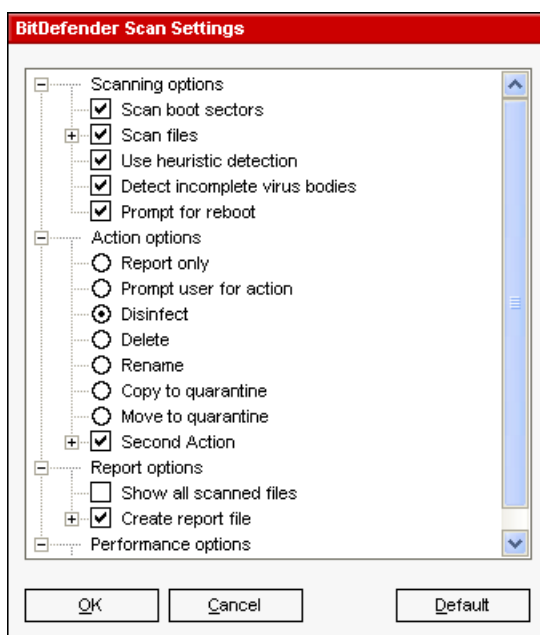 BitDefender Scan Settings
Scanning options
Scan boot sectors
Scan files
Use heuristic detection
Detect incomplete virus bodies
Prompt for reboot
Action options
Report only
Prompt user for action
Disinfect
Delete
Rename
Copy to quarantine
Move to quarantine
Second Action
Report options
Show all scanned files
Create report file
Performance options
OK Cancel Default